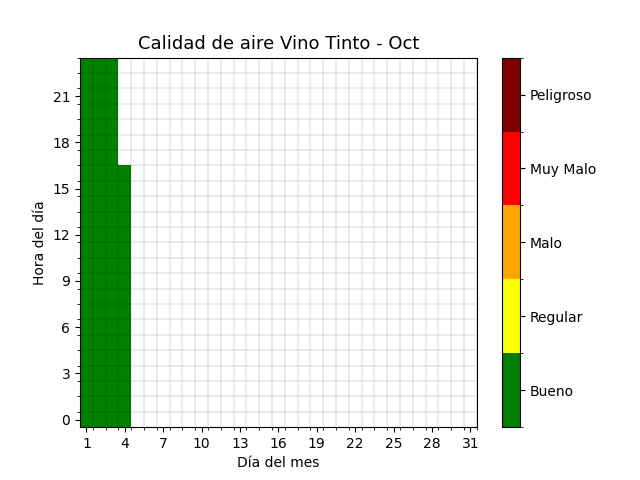 Calidad de aire Vino Tinto - Oct
Hora del día
21
18
15
12
9
6
3
0
1 4 7 10 13 16 19 22 25 28 31
Día del mes
Peligroso
Muy Malo
Malo
Regular
Bueno